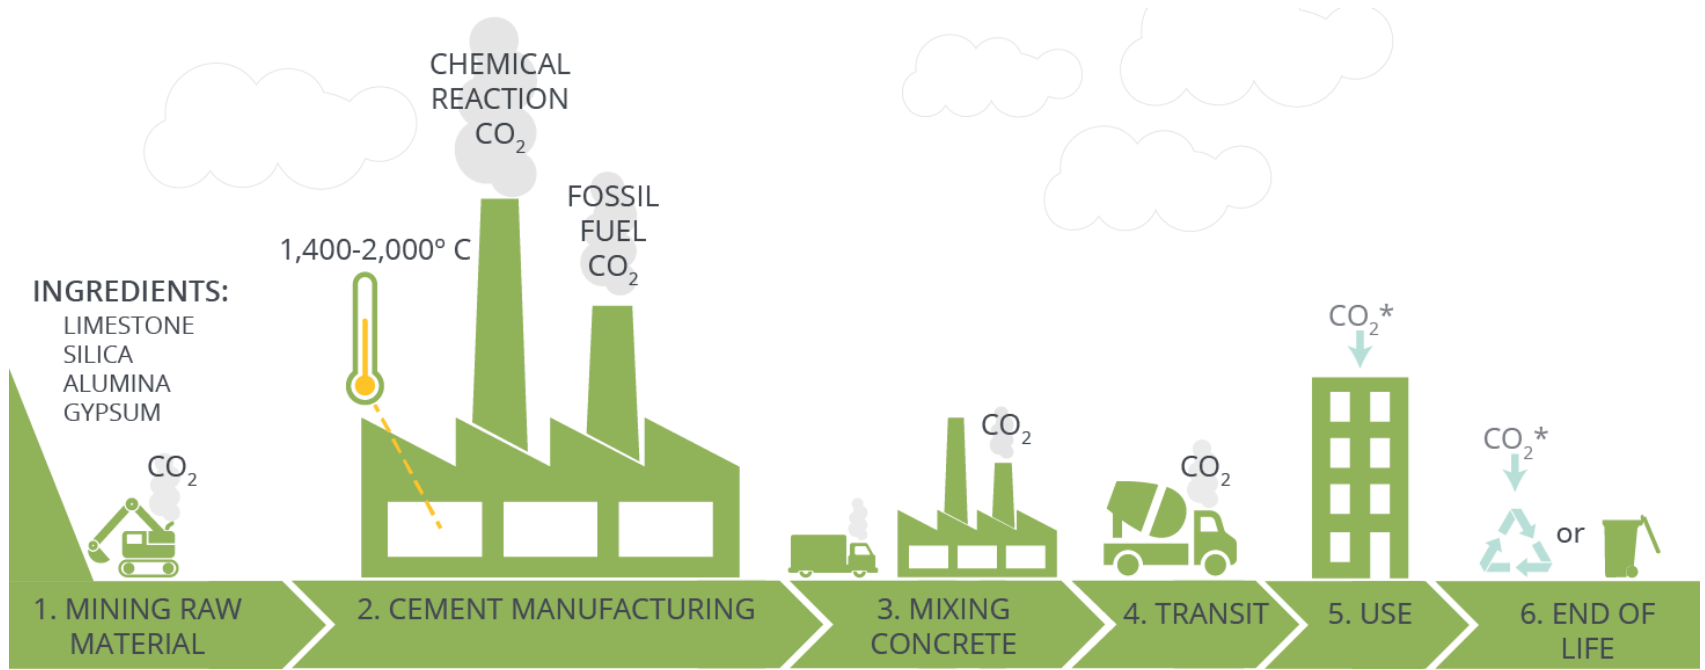 CHEMICAL
REACTION
CO₂
FOSSIL
FUEL
CO₂
1,400-2,000º C
INGREDIENTS:
LIMESTONE
SILICA
ALUMINA
GYPSUM
CO₂
CO₂
CO₂
CO₂*
CO₂*
or
1. MINING RAW
MATERIAL
2. CEMENT MANUFACTURING
3. MIXING
CONCRETE
4. TRANSIT
5. USE
6. END OF
LIFE